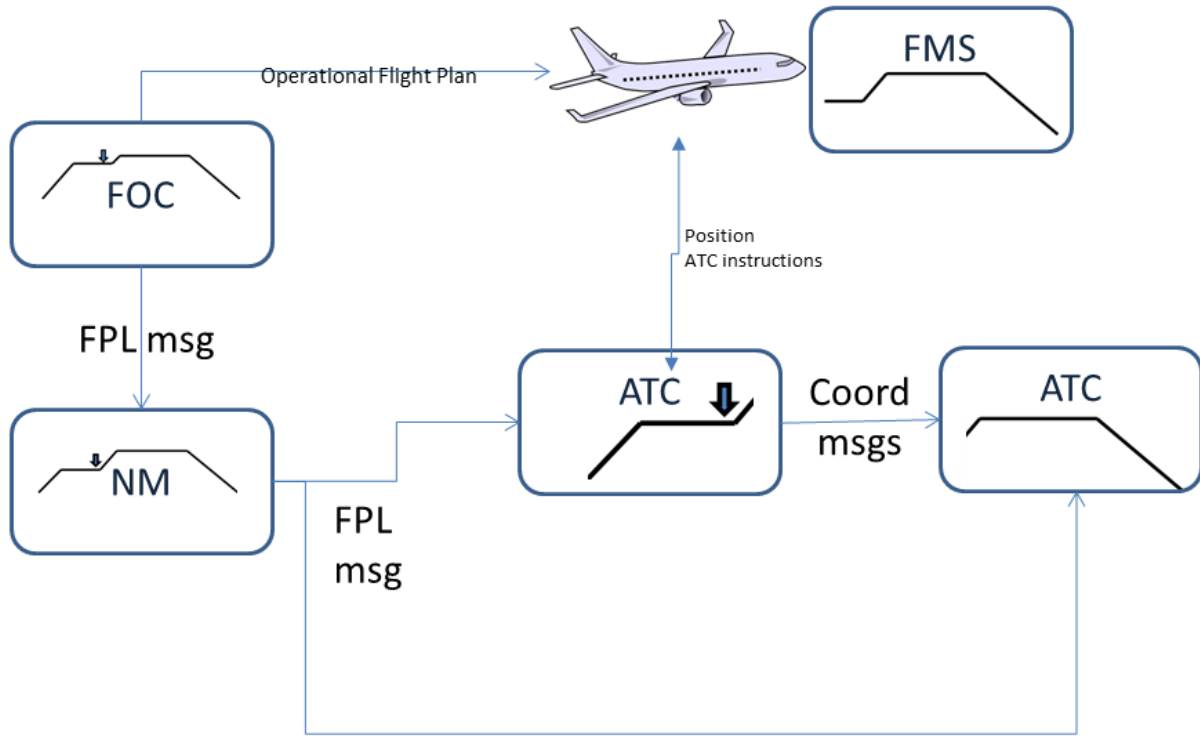 FMS
Operational Flight Plan
FOC
Position
ATC instructions
FPL msg
ATC
Coord
msgs
ATC
NM
FPL
msg